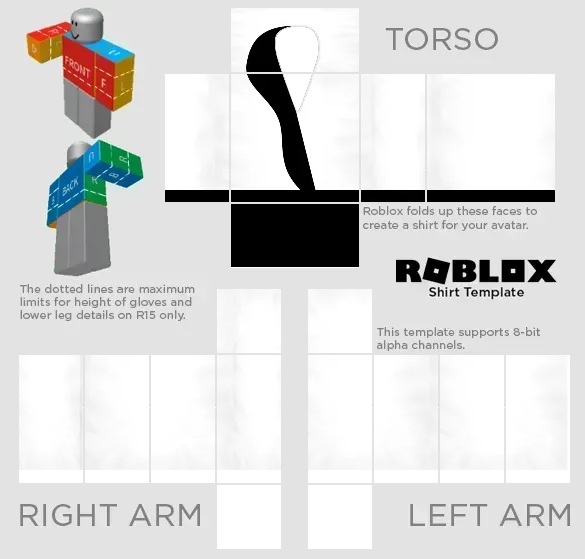 TORSO
FRONT
F
L
BACK
R
Roblox folds up these faces to
create a shirt for your avatar.
ROBLOX
Shirt Template
The dotted lines are maximum
limits for height of gloves and
lower leg details on R15 only.
This template supports 8-bit
alpha channels.
RIGHT ARM
LEFT ARM